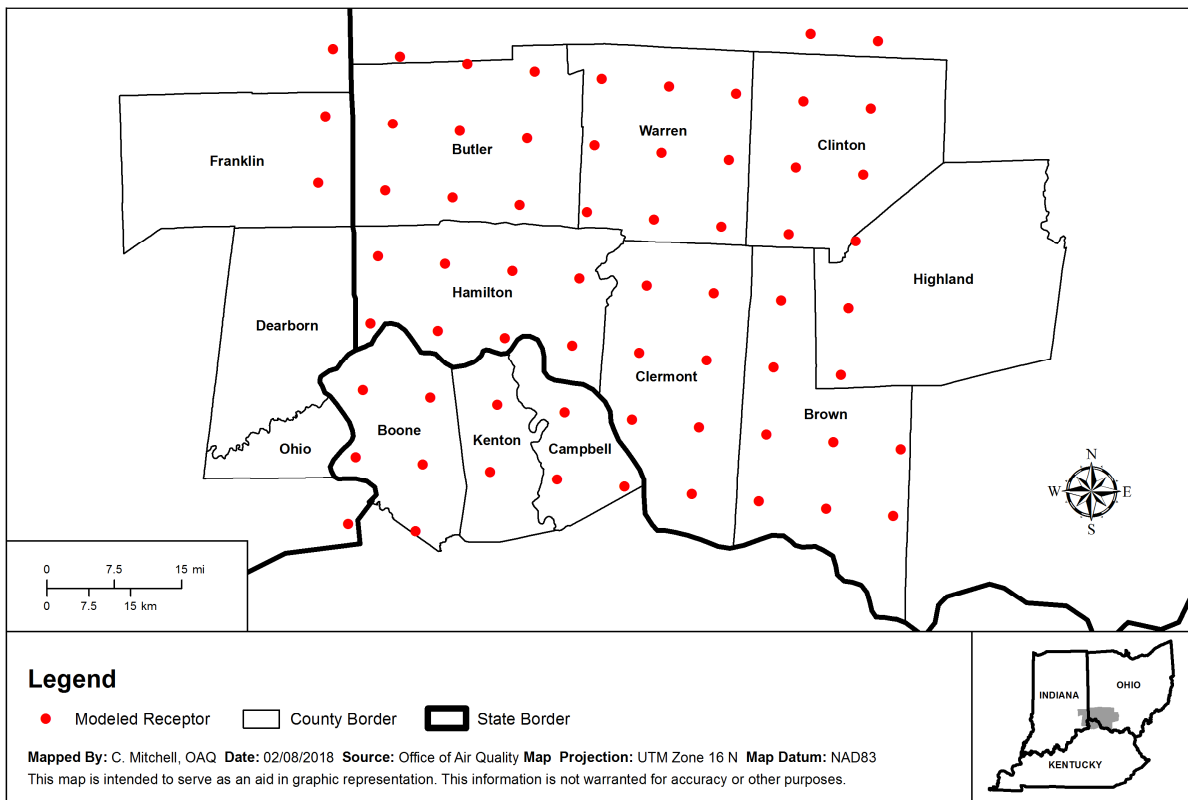 Franklin
Butler
Warren
Clinton
Highland
Hamilton
Dearborn
Clermont
Brown
Boone
Kenton
Campbell
Ohio
N
W E
S
0 7.5 15 mi
0 7.5 15 km
Legend
Modeled Receptor County Border State Border
Mapped By: C. Mitchell, OAQ Date: 02/08/2018 Source: Office of Air Quality Map Projection: UTM Zone 16 N Map Datum: NAD83
This map is intended to serve as an aid in graphic representation. This information is not warranted for accuracy or other purposes.
INDIANA
OHIO
KENTUCKY